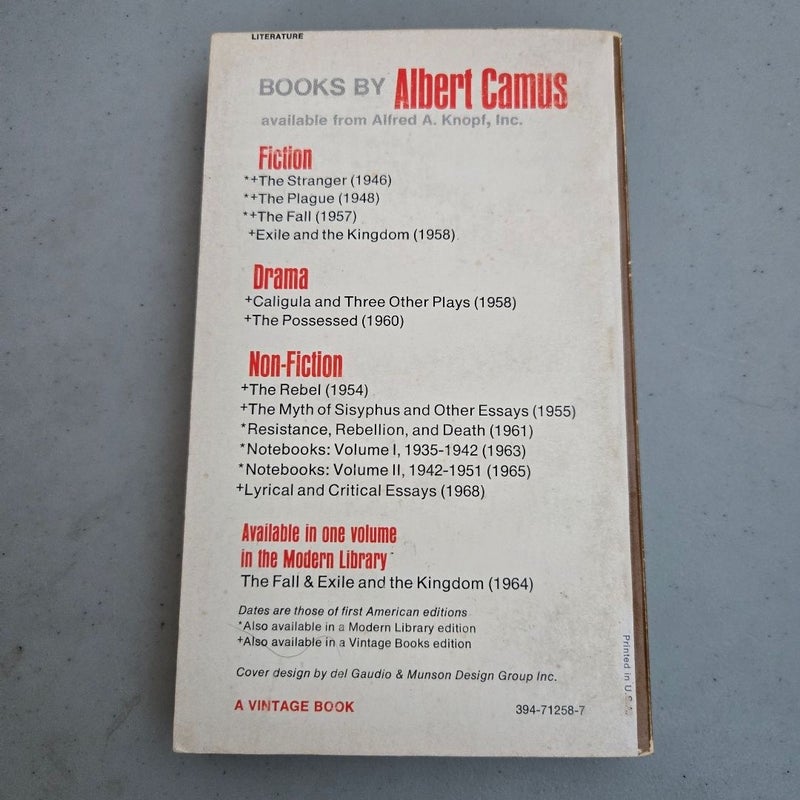 LITERATURE
BOOKS BY Albert Camus
available from Alfred A. Knopf, Inc.
Fiction
*+The Stranger (1946)
*+The Plague (1948)
*+The Fall (1957)
+Exile and the Kingdom (1958)
Drama
+Caligula and Three Other Plays (1958)
+The Possessed (1960)
Non-Fiction
+The Rebel (1954)
+The Myth of Sisyphus and Other Essays (1955)
*Resistance, Rebellion, and Death (1961)
*Notebooks: Volume I, 1935-1942 (1963)
*Notebooks: Volume II, 1942-1951 (1965)
+Lyrical and Critical Essays (1968)
Available in one volume
in the Modern Library
The Fall & Exile and the Kingdom (1964)
Dates are those of first American editions
*Also available in a Modern Library edition
+Also available in a Vintage Books edition
Cover design by del Gaudio & Munson Design Group Inc.
A VINTAGE BOOK
394-71258-7
Printed in